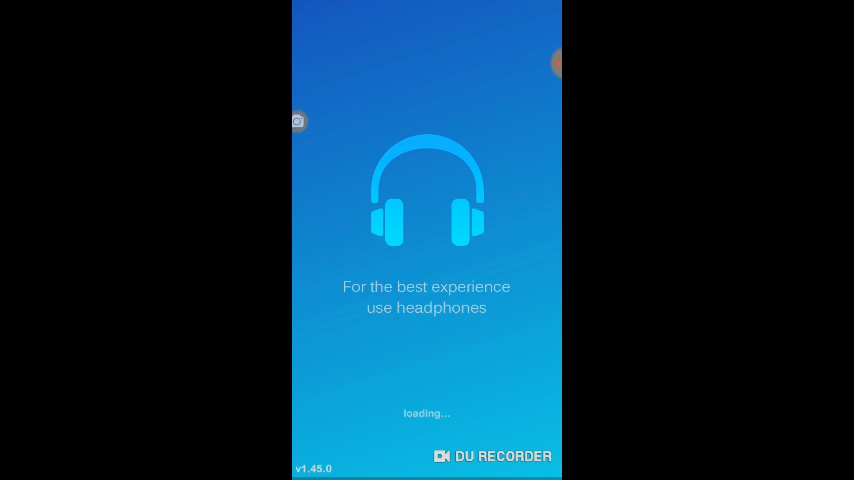 For the best experience
use headphones
loading...
DU RECORDER
v1.45.0